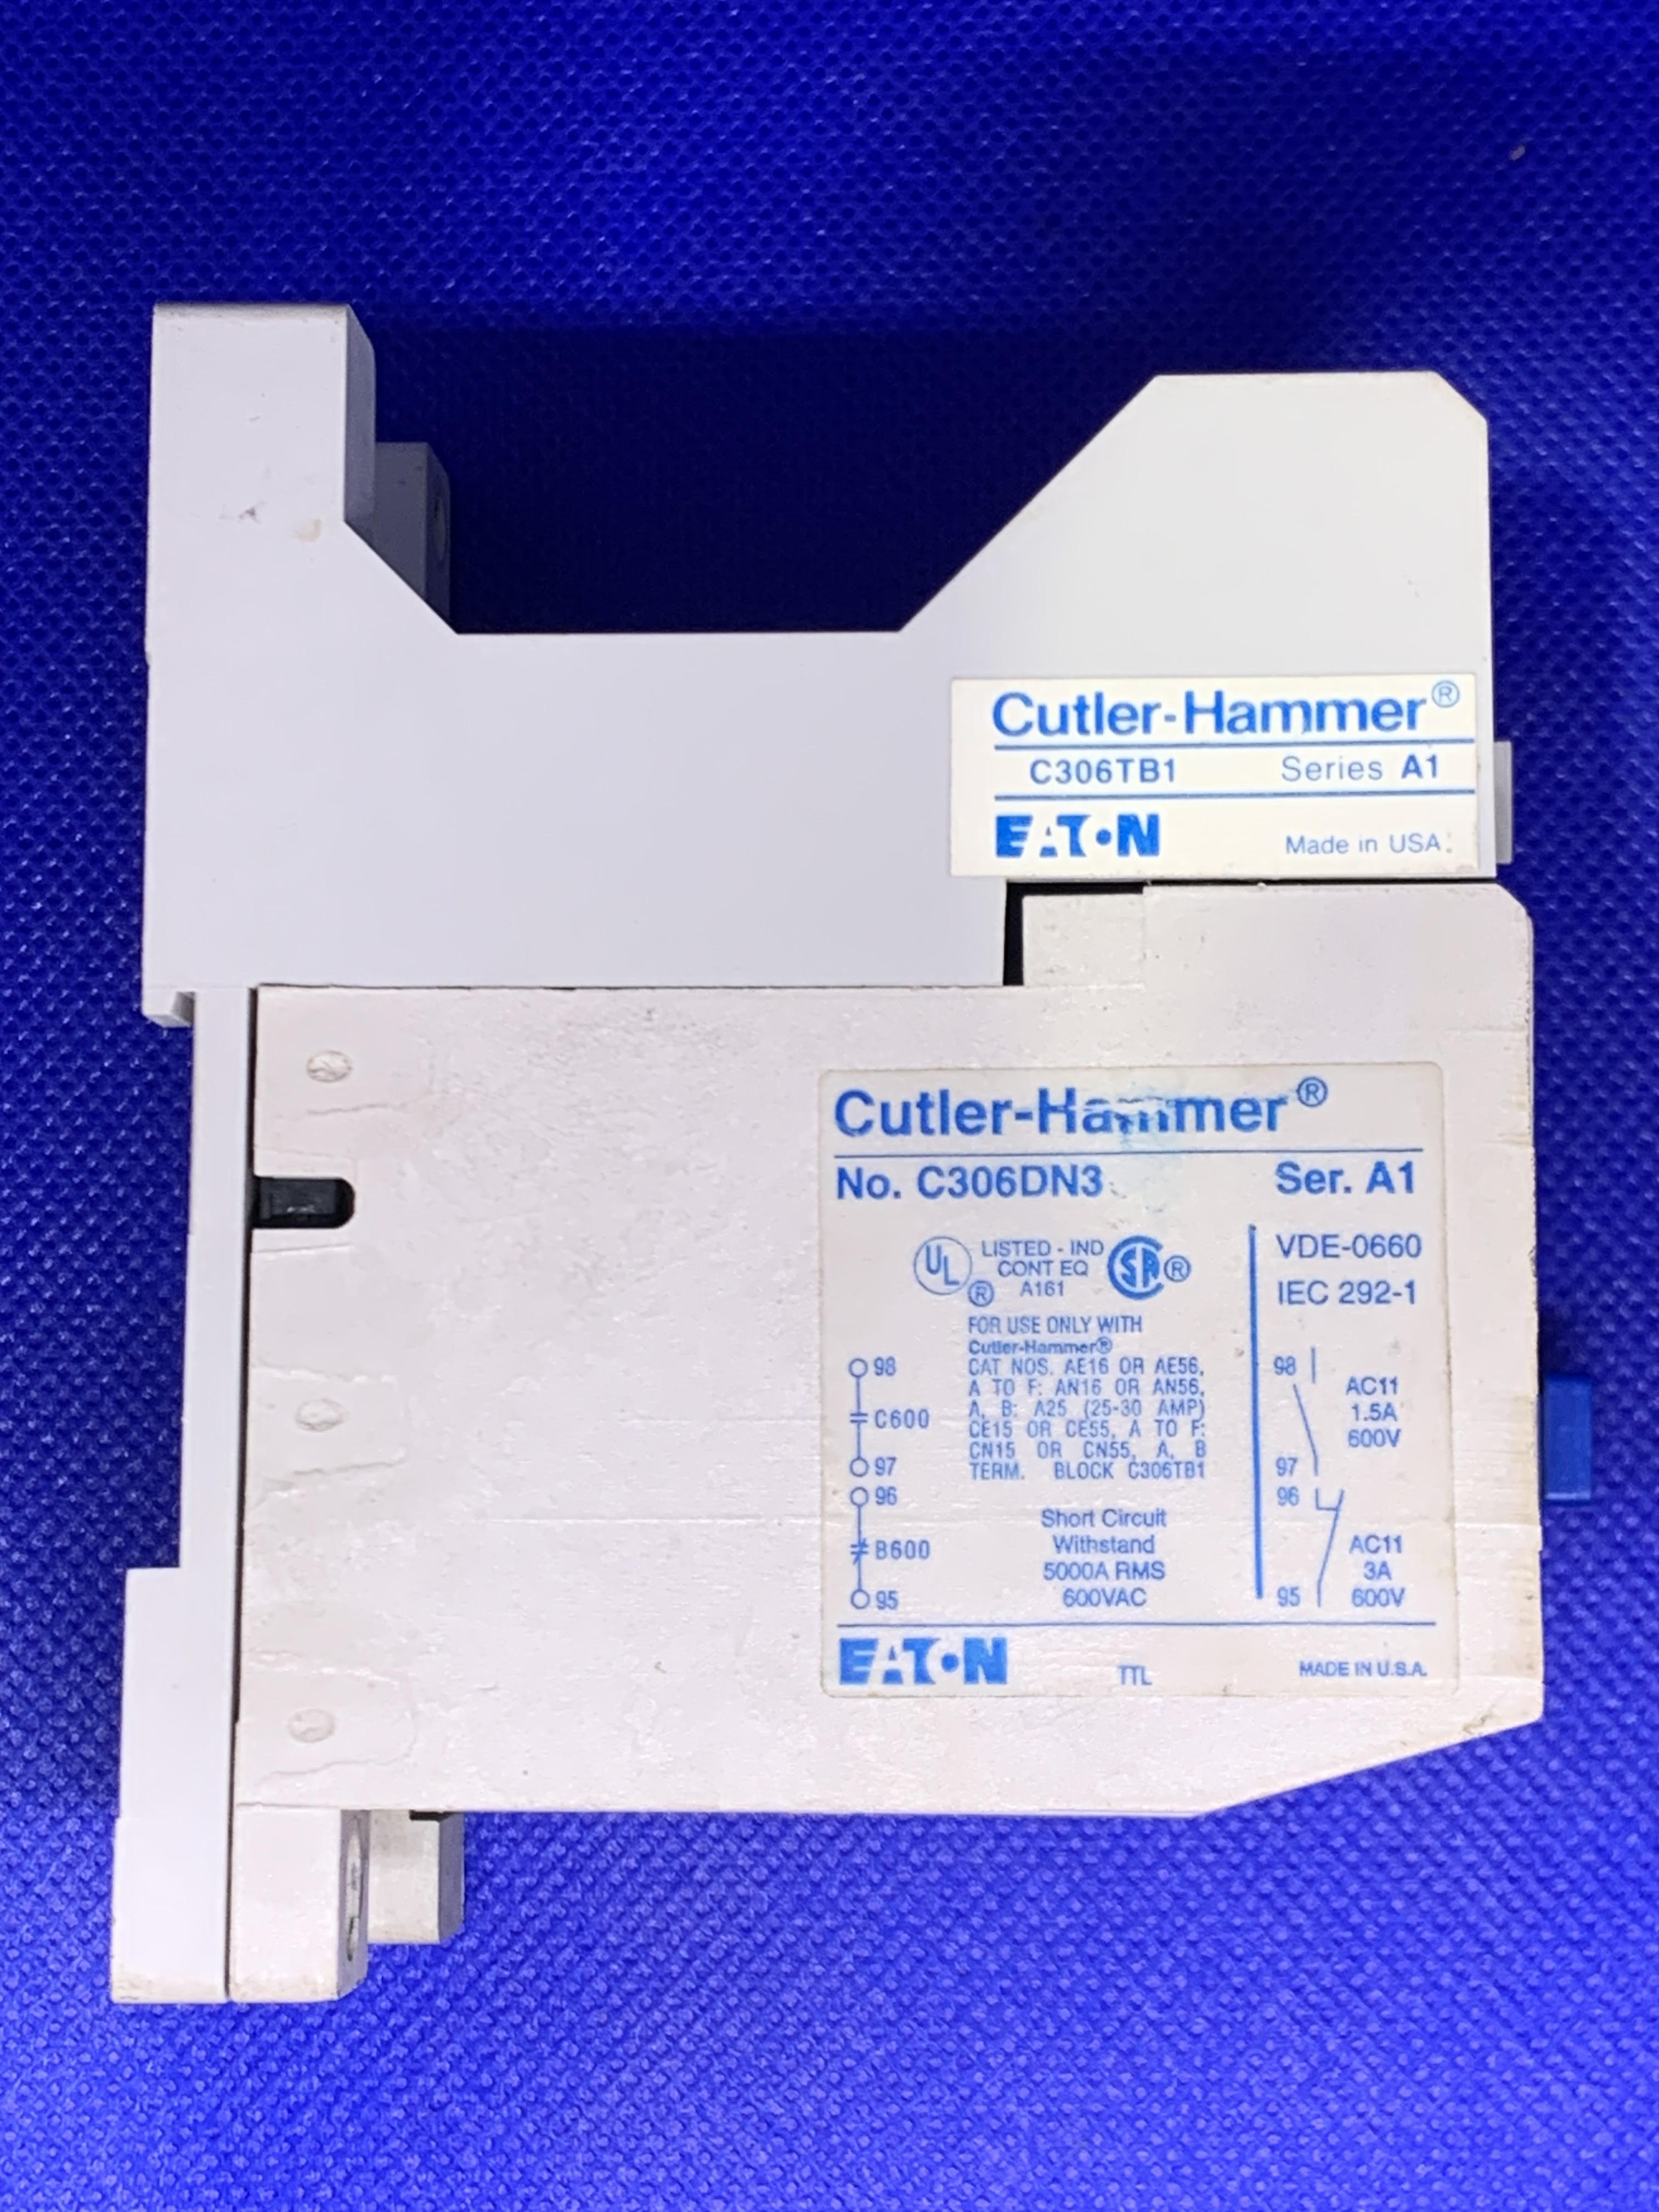 Cutler-Hammer®
C306TB1 Series A1
EATON Made in USA
Cutler-Hammer®
No. C306DN3 Ser. A1
UL ® LISTED - IND CONT EQ A161 SA ®
VDE-0660
IEC 292-1
FOR USE ONLY WITH
Cutler-Hammer®
CAT NOS. AE16 OR AE56,
A TO F: AN16 OR AN56,
A, B: A25 (25-30 AMP)
CE15 OR CE55, A TO F:
CN15 OR CN55, A, B
TERM. BLOCK C306TB1
98
C600
97
96
B600
95
Short Circuit
Withstand
5000A RMS
600VAC
98
AC11
1.5A
600V
97
96
AC11
3A
95 600V
EATON TTL MADE IN U.S.A.